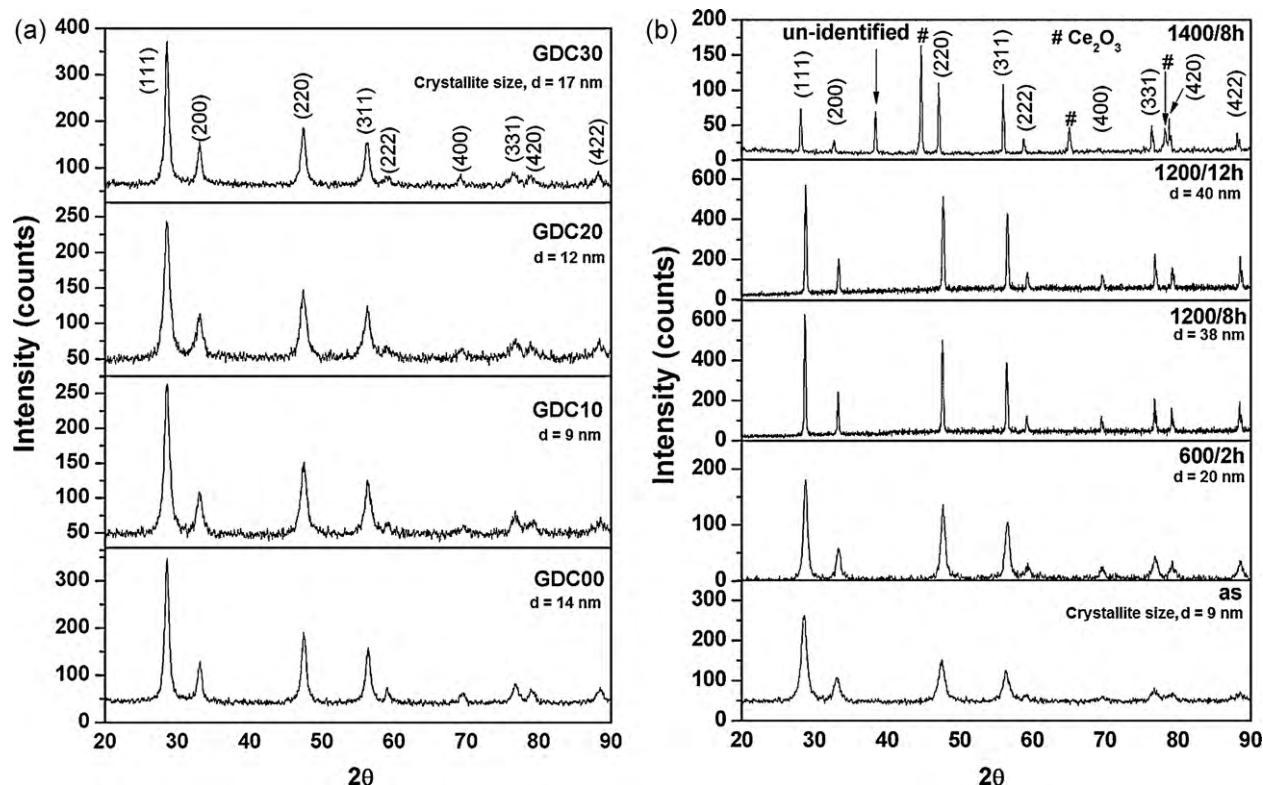 (a)
400
300
200
100
GDC30
Crystallite size, d = 17 nm
(111)
(200)
(220)
(311)
(222)
(400)
(331)
(420)
(422)
250
200
150
100
50
GDC20
d = 12 nm
250
200
150
100
50
GDC10
d = 9 nm
300
200
100
0
GDC00
d = 14 nm
20 30 40 50 60 70 80 90
2θ
Intensity (counts)
(b)
200
150
100
50
0
un-identified
# Ce₂O₃
1400/8h
(111)
(200)
#
(220)
(311)
(222)
#
(400)
(331)
#
(420)
(422)
600
400
200
0
1200/12h
d = 40 nm
600
400
200
0
1200/8h
d = 38 nm
200
100
0
600/2h
d = 20 nm
300
200
100
0
as
Crystallite size, d = 9 nm
20 30 40 50 60 70 80 90
2θ
Intensity (counts)